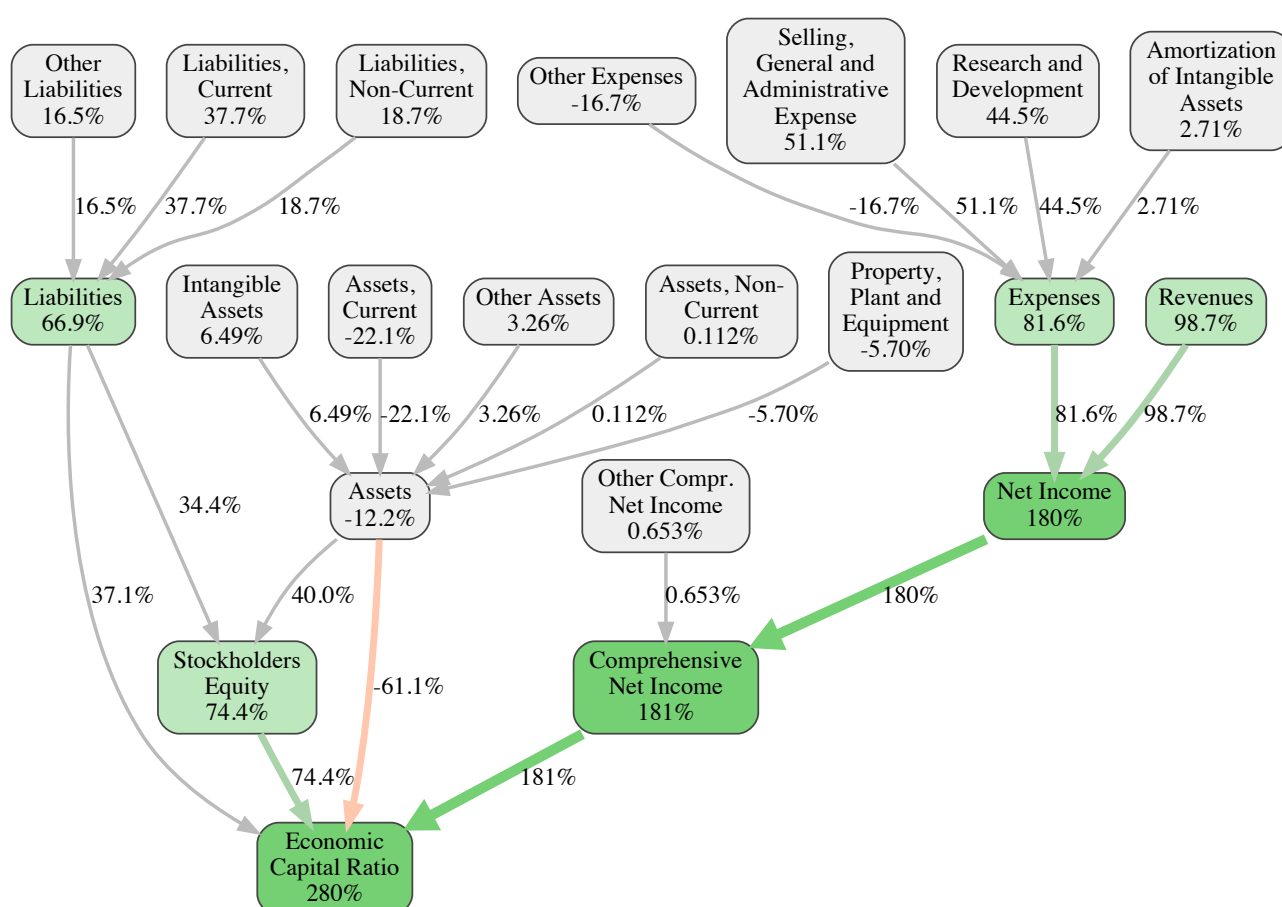 Other
Liabilities
16.5%
Liabilities,
Current
37.7%
Liabilities,
Non-Current
18.7%
Other Expenses
-16.7%
Selling,
General and
Administrative
Expense
51.1%
Research and
Development
44.5%
Amortization
of Intangible
Assets
2.71%
16.5%
37.7%
18.7%
-16.7%
51.1%
44.5%
2.71%
Liabilities
66.9%
Intangible
Assets
6.49%
Assets,
Current
-22.1%
Other Assets
3.26%
Assets, Non-
Current
0.112%
Property,
Plant and
Equipment
-5.70%
Expenses
81.6%
Revenues
98.7%
6.49%
-22.1%
3.26%
0.112%
-5.70%
81.6%
98.7%
34.4%
Assets
-12.2%
Other Compr.
Net Income
0.653%
Net Income
180%
37.1%
40.0%
0.653%
180%
Stockholders
Equity
74.4%
-61.1%
Comprehensive
Net Income
181%
74.4%
181%
Economic
Capital Ratio
280%